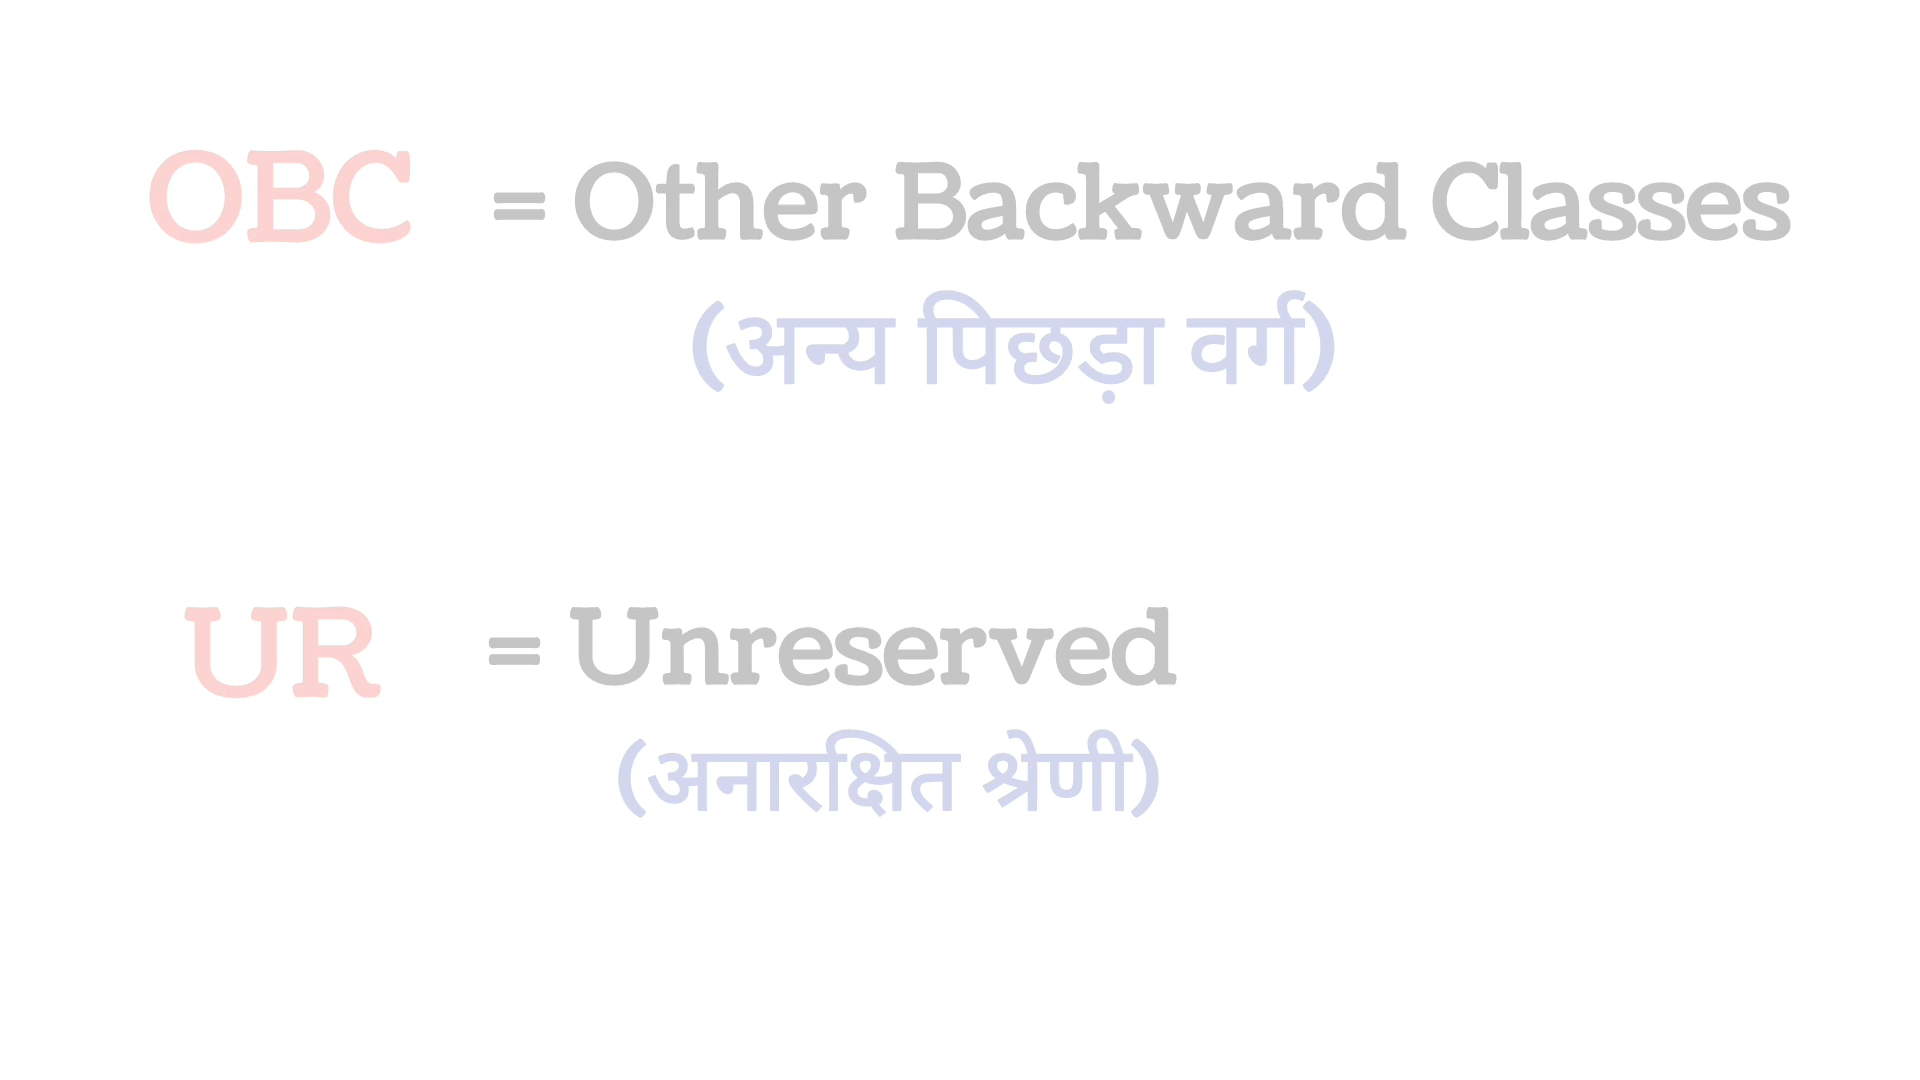 OBC = Other Backward Classes
(अन्य पिछड़ा वर्ग)
UR = Unreserved
(अनारक्षित श्रेणी)